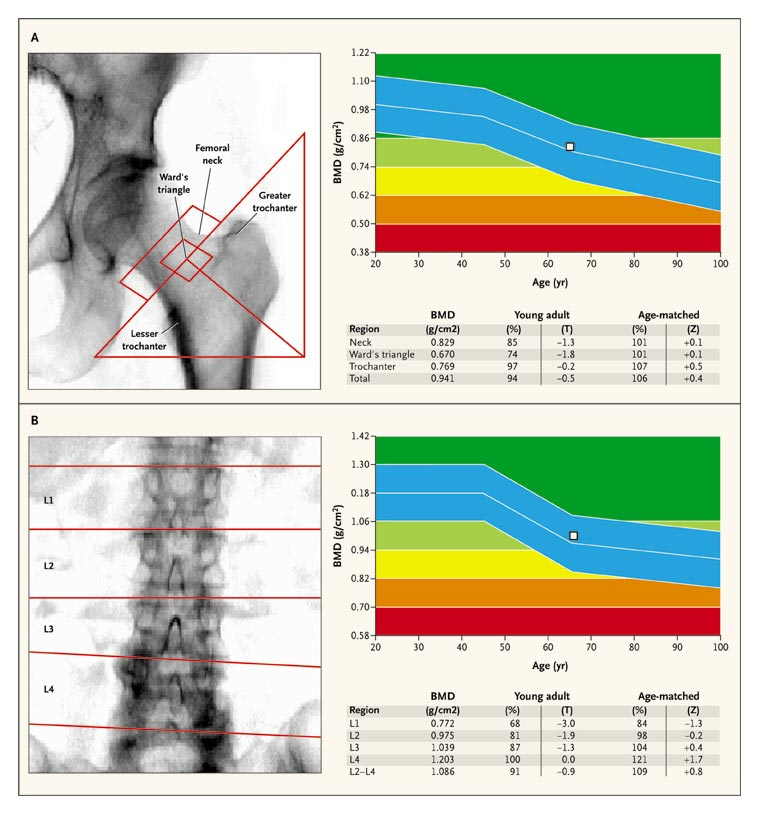 A
Femoral
neck
Ward's
triangle
Greater
trochanter
Lesser
trochanter
BMD (g/cm²)
1.22
1.10
0.98
0.86
0.74
0.62
0.50
0.38
20 30 40 50 60 70 80 90 100
Age (yr)
BMD Young adult Age-matched
Region (g/cm2) (%) (T) (%) (Z)
Neck 0.829 85 –1.3 101 +0.1
Ward's triangle 0.670 74 –1.8 101 +0.1
Trochanter 0.769 97 –0.2 107 +0.5
Total 0.941 94 –0.5 106 +0.4
B
L1
L2
L3
L4
BMD (g/cm²)
1.42
1.30
1.18
1.06
0.94
0.82
0.70
0.58
20 30 40 50 60 70 80 90 100
Age (yr)
BMD Young adult Age-matched
Region (g/cm2) (%) (T) (%) (Z)
L1 0.772 68 –3.0 84 –1.3
L2 0.975 81 –1.9 98 –0.2
L3 1.039 87 –1.3 104 +0.4
L4 1.203 100 0.0 121 +1.7
L2–L4 1.086 91 –0.9 109 +0.8